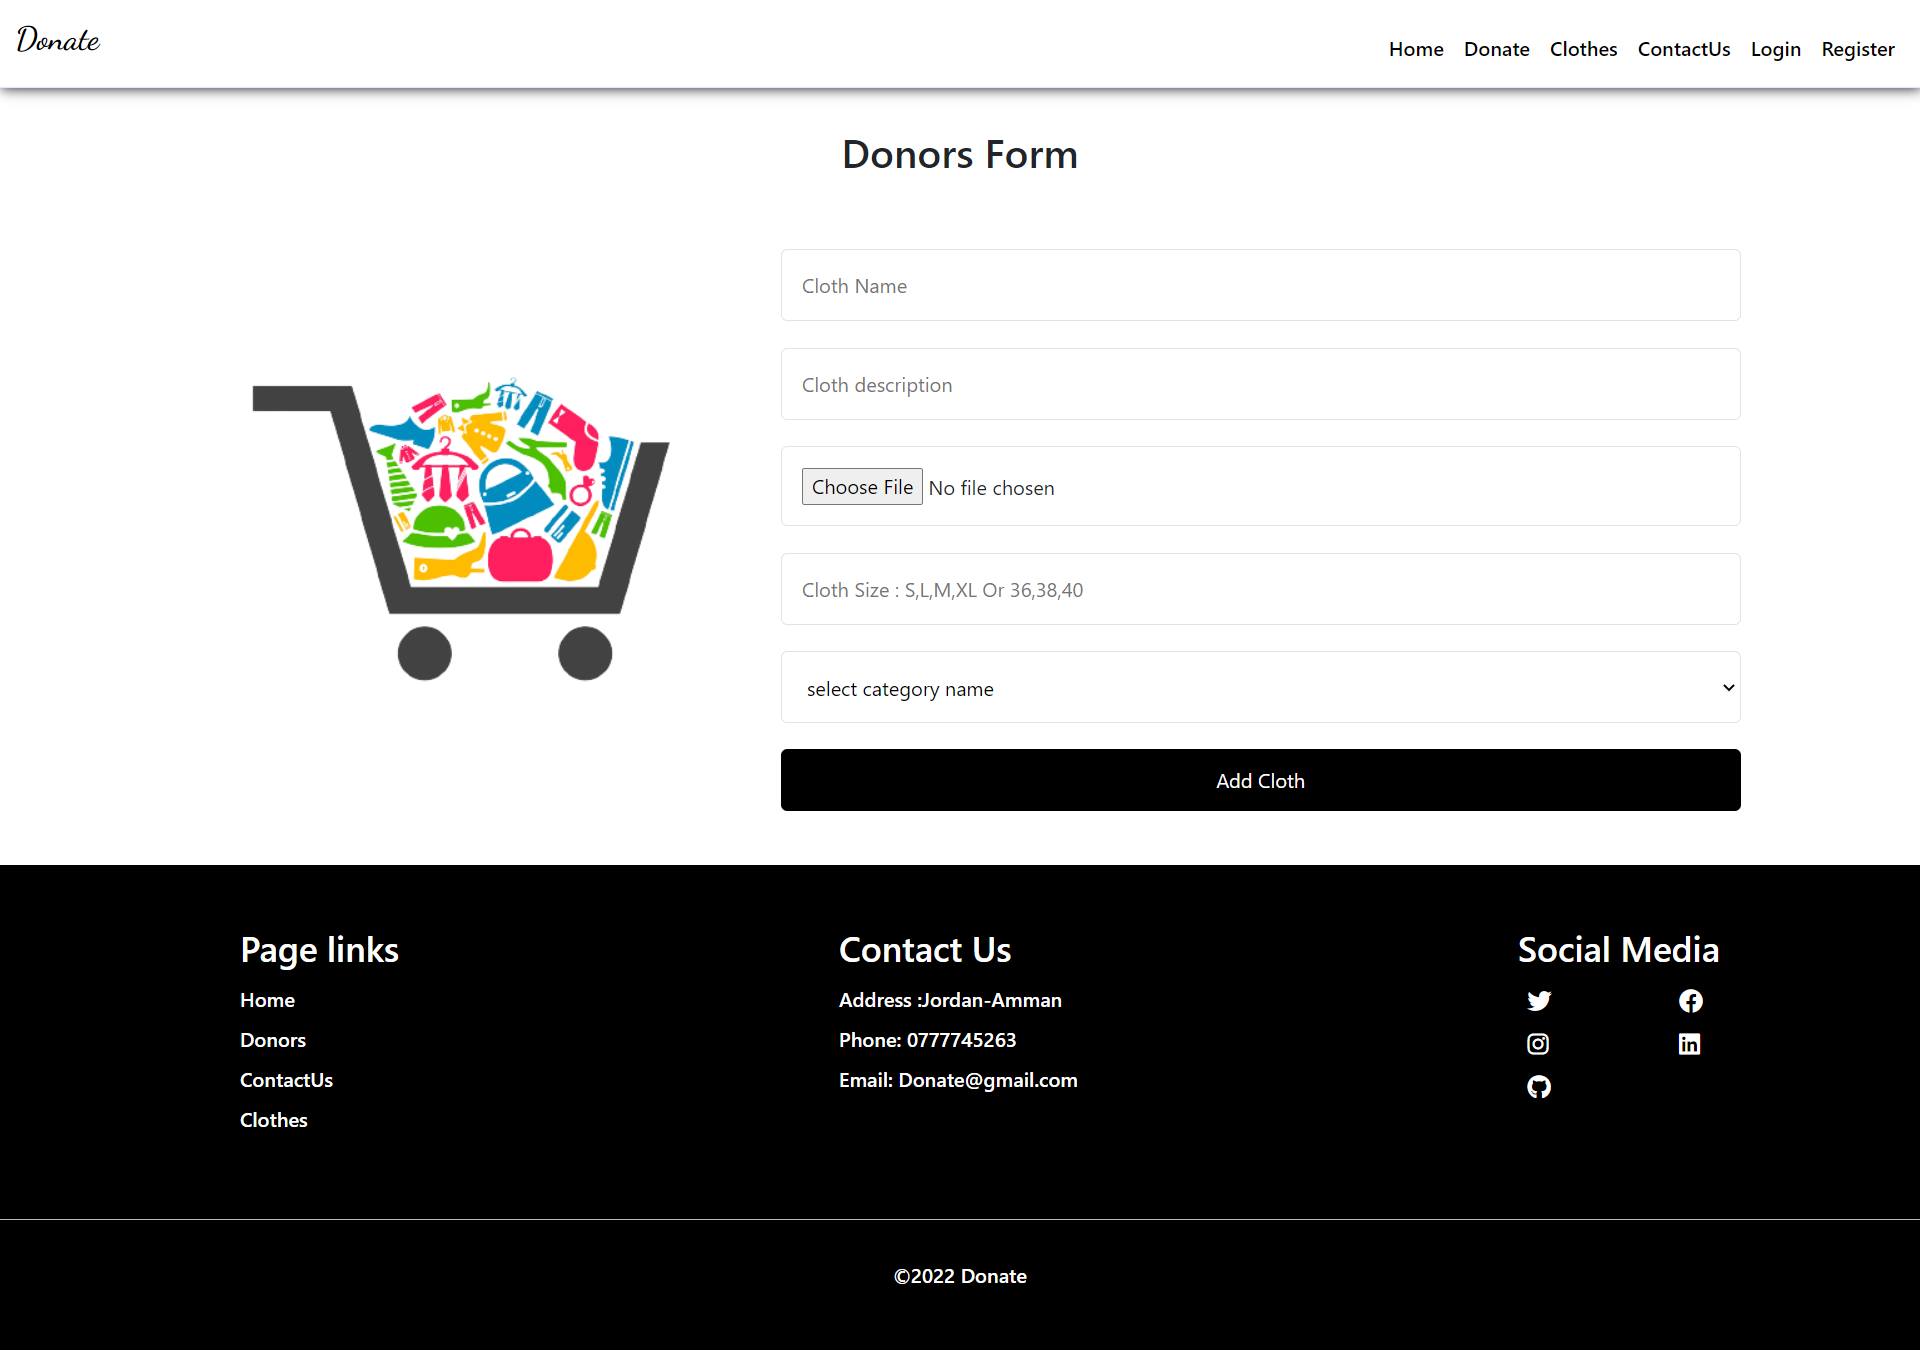 Donate
Home Donate Clothes ContactUs Login Register
Donors Form
Cloth Name
Cloth description
Choose File No file chosen
Cloth Size : S,L,M,XL Or 36,38,40
select category name
Add Cloth
Page links
Home
Donors
ContactUs
Clothes
Contact Us
Address :Jordan-Amman
Phone: 0777745263
Email: Donate@gmail.com
Social Media
©2022 Donate